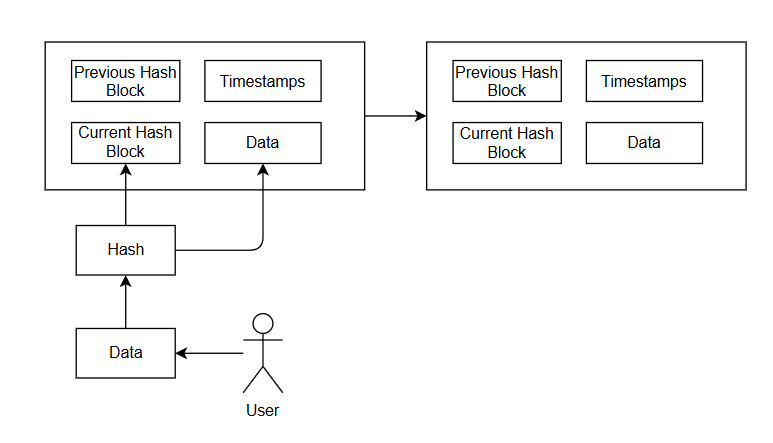 Previous Hash
Block
Timestamps
Current Hash
Block
Data
Previous Hash
Block
Timestamps
Current Hash
Block
Data
Hash
Data
User